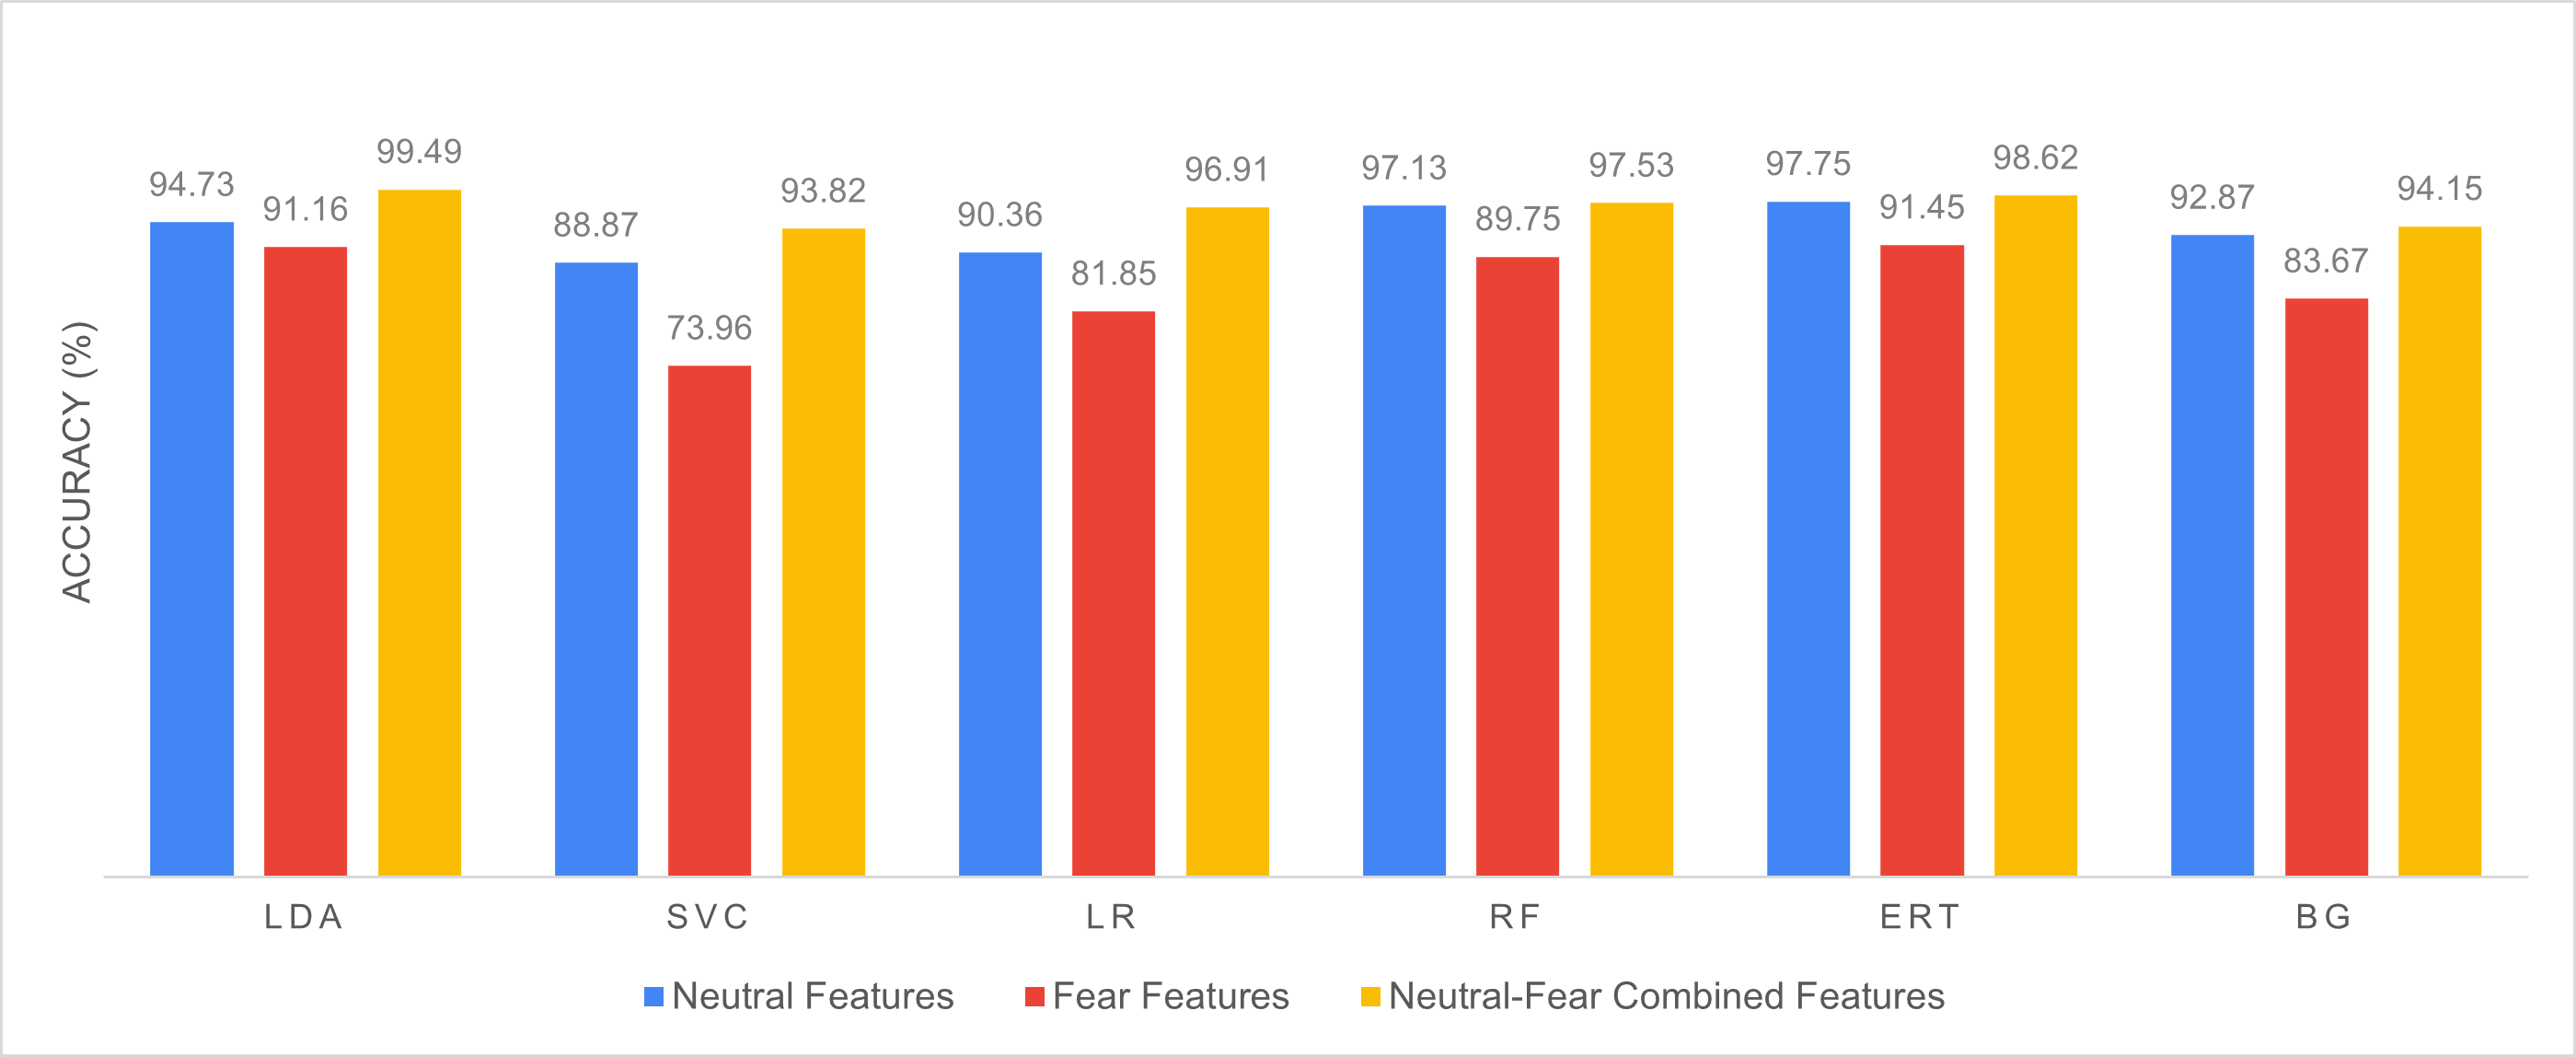 ACCURACY (%)
94.73 91.16 99.49
88.87 73.96 93.82
90.36 81.85 96.91
97.13 89.75 97.53
97.75 91.45 98.62
92.87 83.67 94.15
LDA SVC LR RF ERT BG
Neutral Features Fear Features Neutral-Fear Combined Features